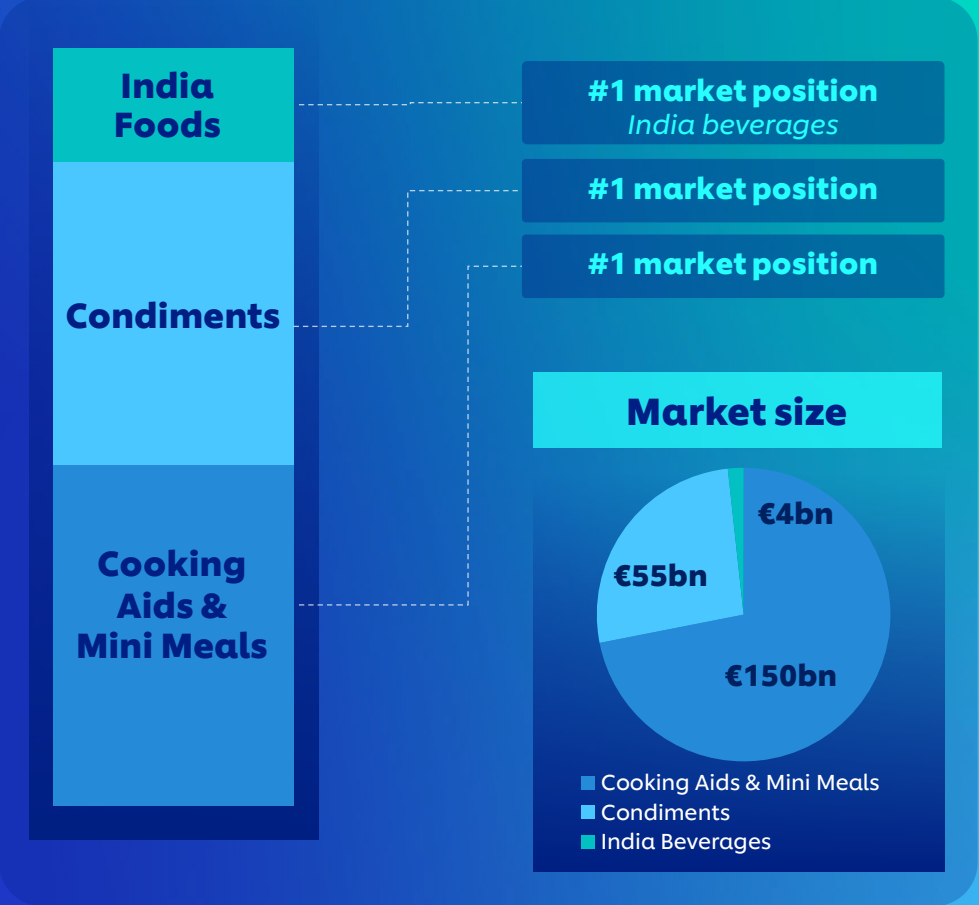 India
Foods
Condiments
Cooking
Aids &
Mini Meals
#1 market position
India beverages
#1 market position
#1 market position
Market size
€4bn
€55bn
€150bn
Cooking Aids & Mini Meals
Condiments
India Beverages